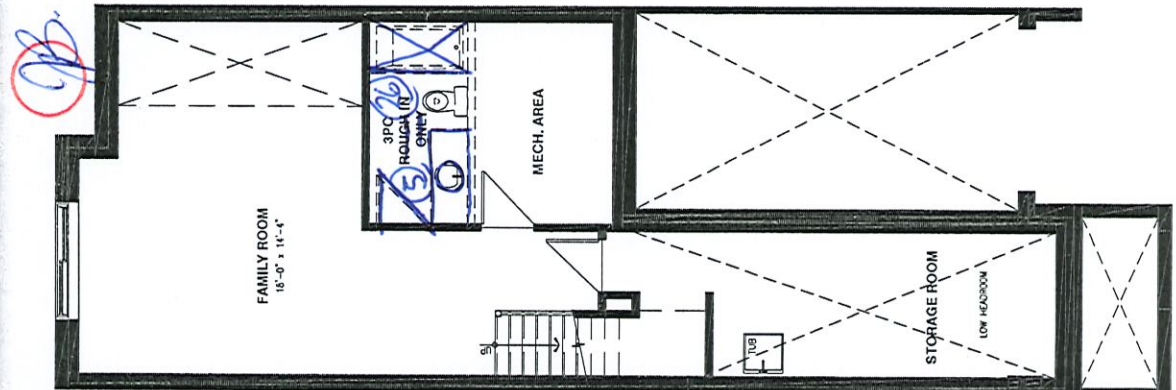 FAMILY ROOM
18'-0" x 14'-4"
3PC
ROUGH IN
ONLY
26
5
MECH. AREA
TUB
STORAGE ROOM
LOW HEADROOM